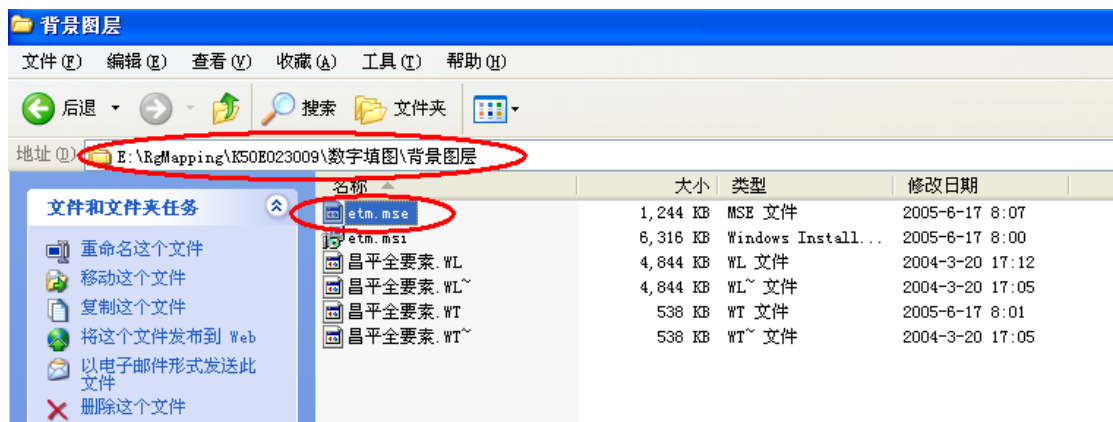 背景图层
文件(F) 编辑(E) 查看(V) 收藏(A) 工具(T) 帮助(H)
后退 搜索 文件夹
地址(D) E:\RgMapping\K50E023009\数字填图\背景图层
文件和文件夹任务
重命名这个文件
移动这个文件
复制这个文件
将这个文件发布到 Web
以电子邮件形式发送此
文件
删除这个文件
名称 大小 类型 修改日期
etm.mse 1,244 KB MSE 文件 2005-6-17 8:07
etm.msi 6,316 KB Windows Install... 2005-6-17 8:00
昌平全要素.WL 4,844 KB WL 文件 2004-3-20 17:12
昌平全要素.WL~ 4,844 KB WL~ 文件 2004-3-20 17:05
昌平全要素.WT 538 KB WT 文件 2005-6-17 8:01
昌平全要素.WT~ 538 KB WT~ 文件 2004-3-20 17:05